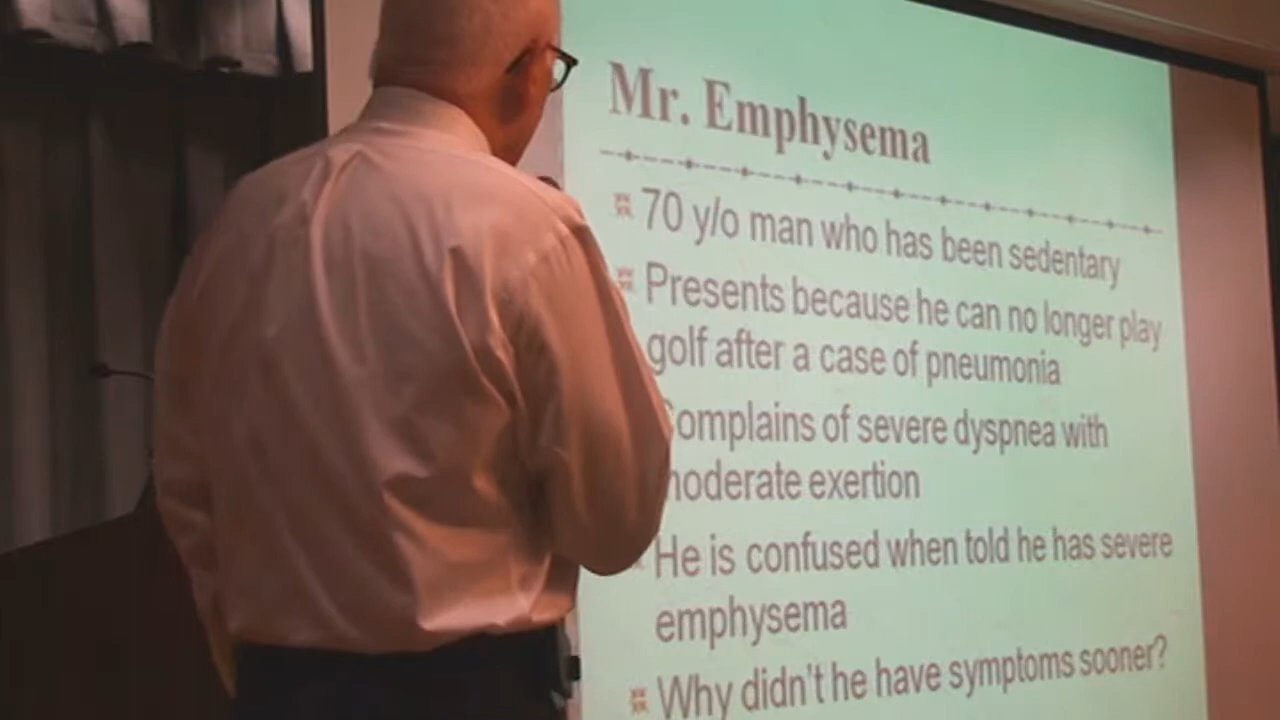 Mr. Emphysema
70 y/o man who has been sedentary
Presents because he can no longer play
golf after a case of pneumonia
Complains of severe dyspnea with
moderate exertion
He is confused when told he has severe
emphysema
Why didn't he have symptoms sooner?